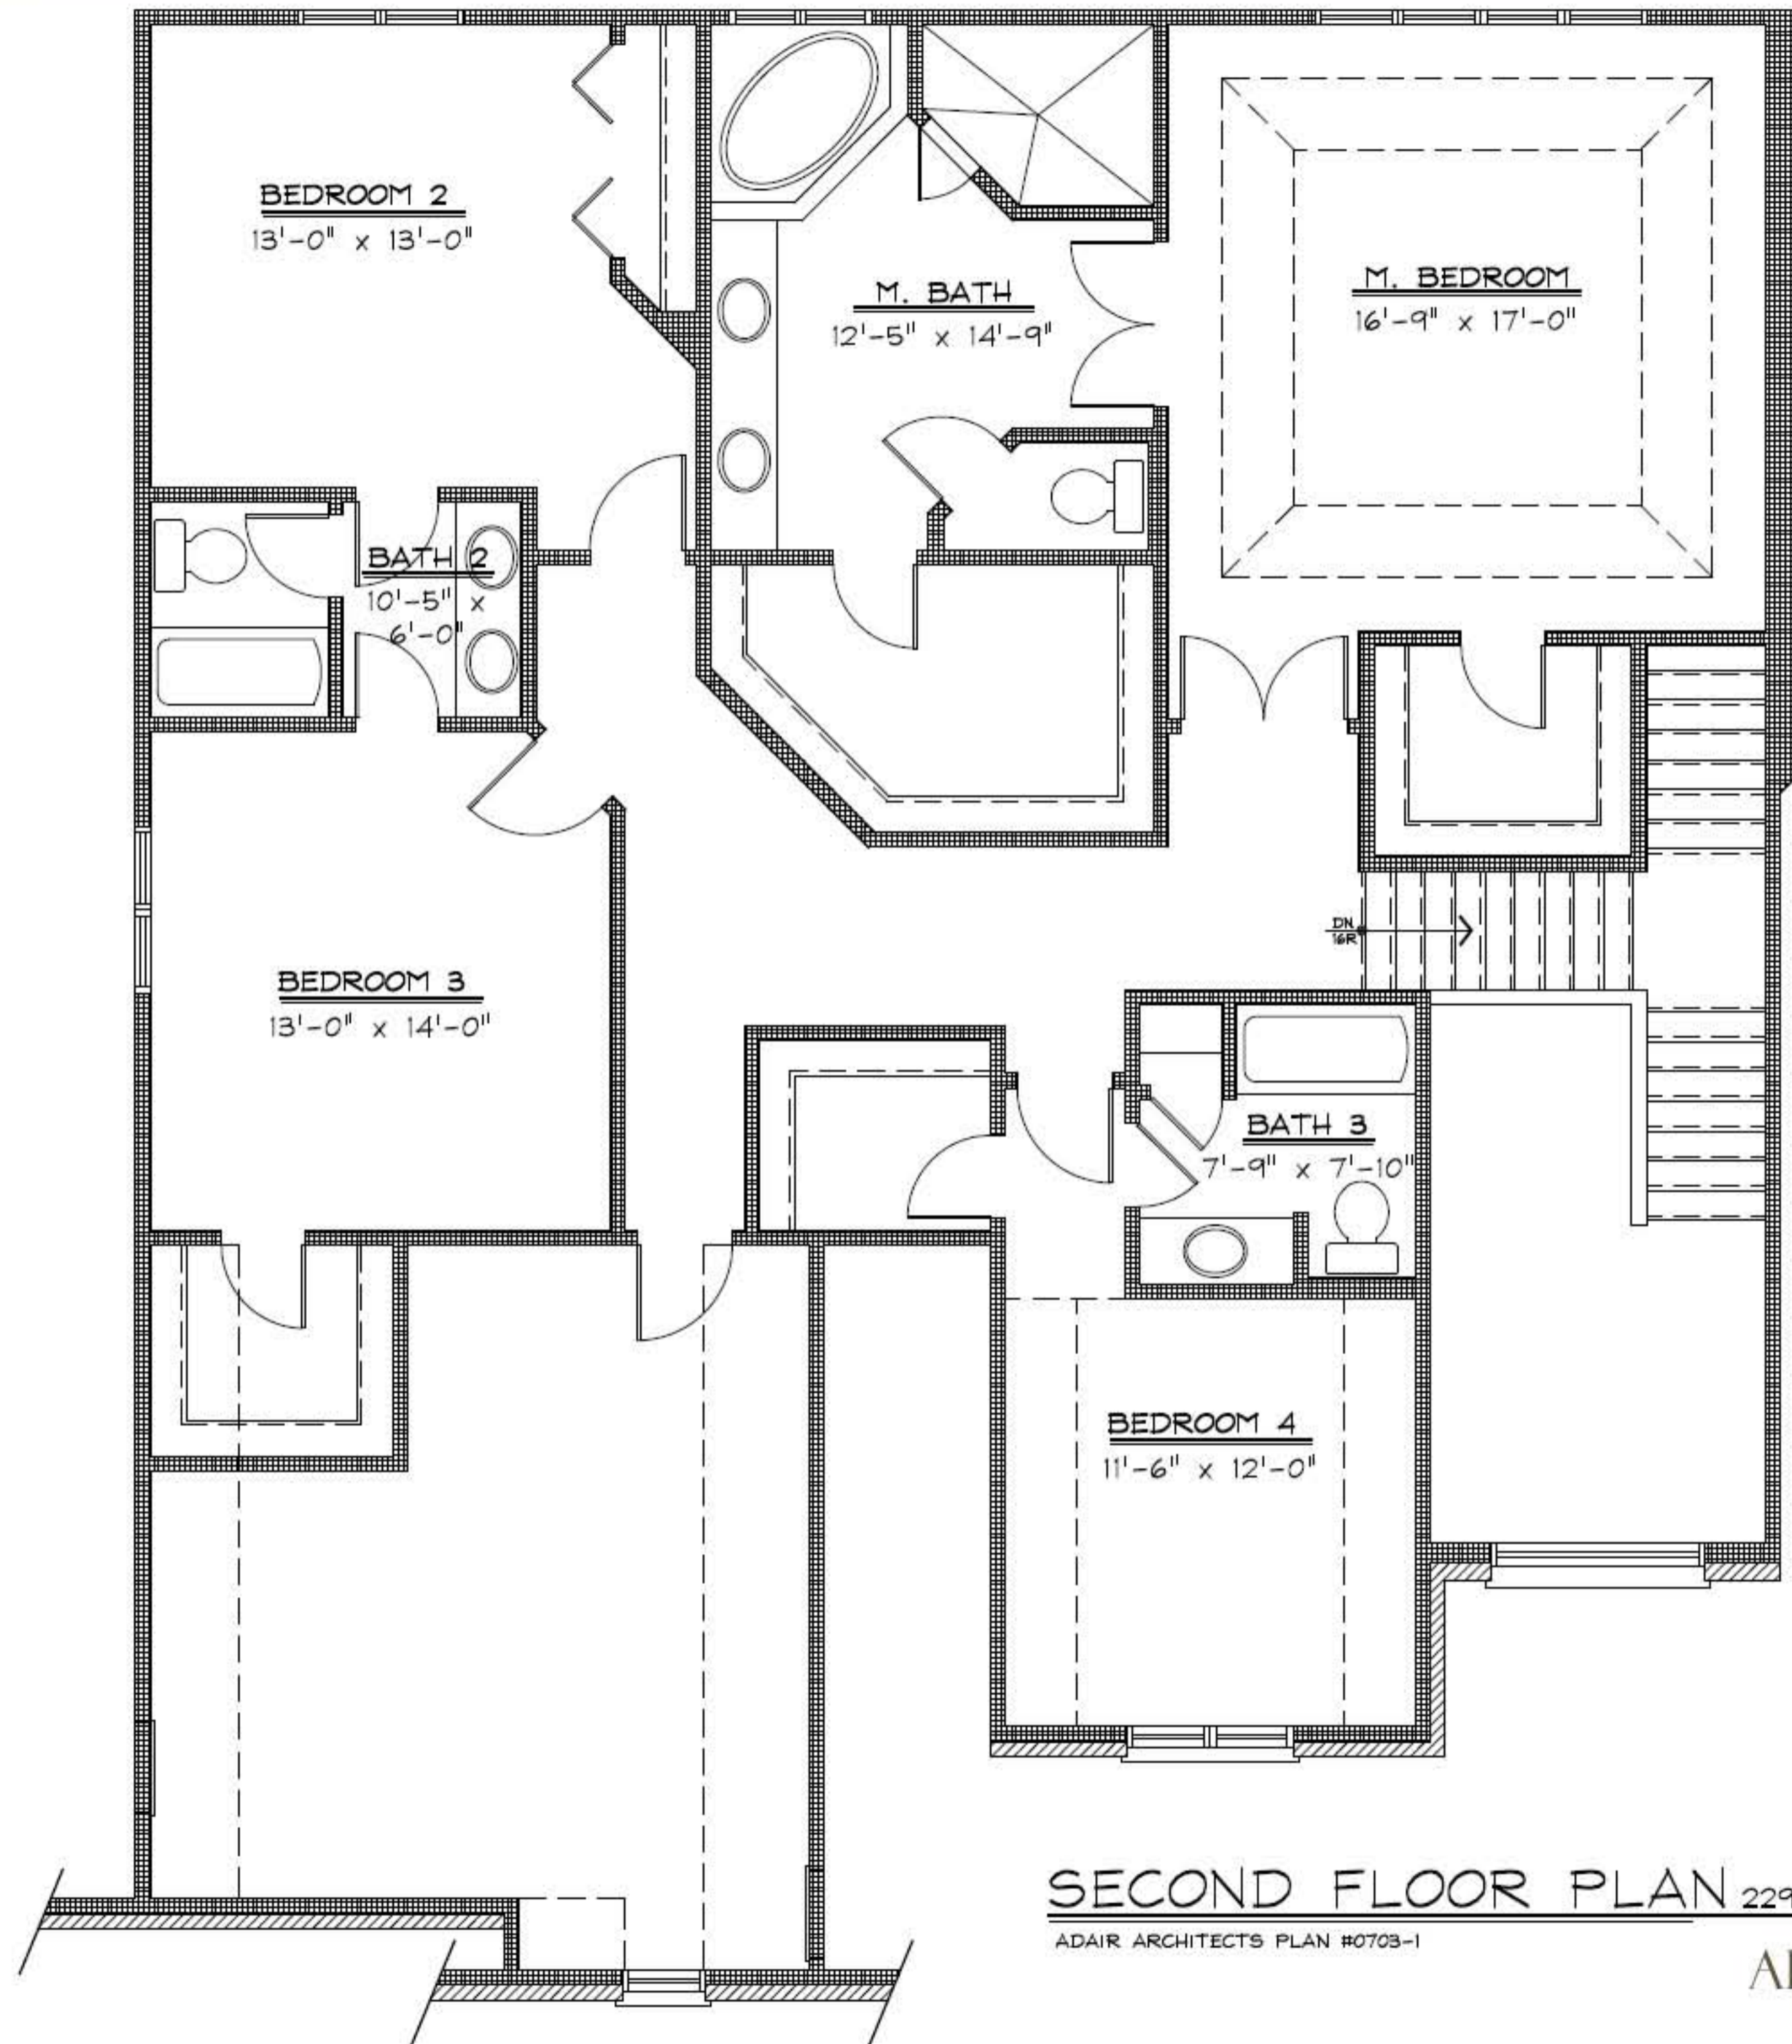 BEDROOM 2
13'-0" x 13'-0"
M. BATH
12'-5" x 14'-9"
M. BEDROOM
16'-9" x 17'-0"
BATH 2
10'-5" x
6'-0"
DN
16R
BEDROOM 3
13'-0" x 14'-0"
BATH 3
7'-9" x 7'-10"
BEDROOM 4
11'-6" x 12'-0"
SECOND FLOOR PLAN 229
ADAIR ARCHITECTS PLAN #0703-1